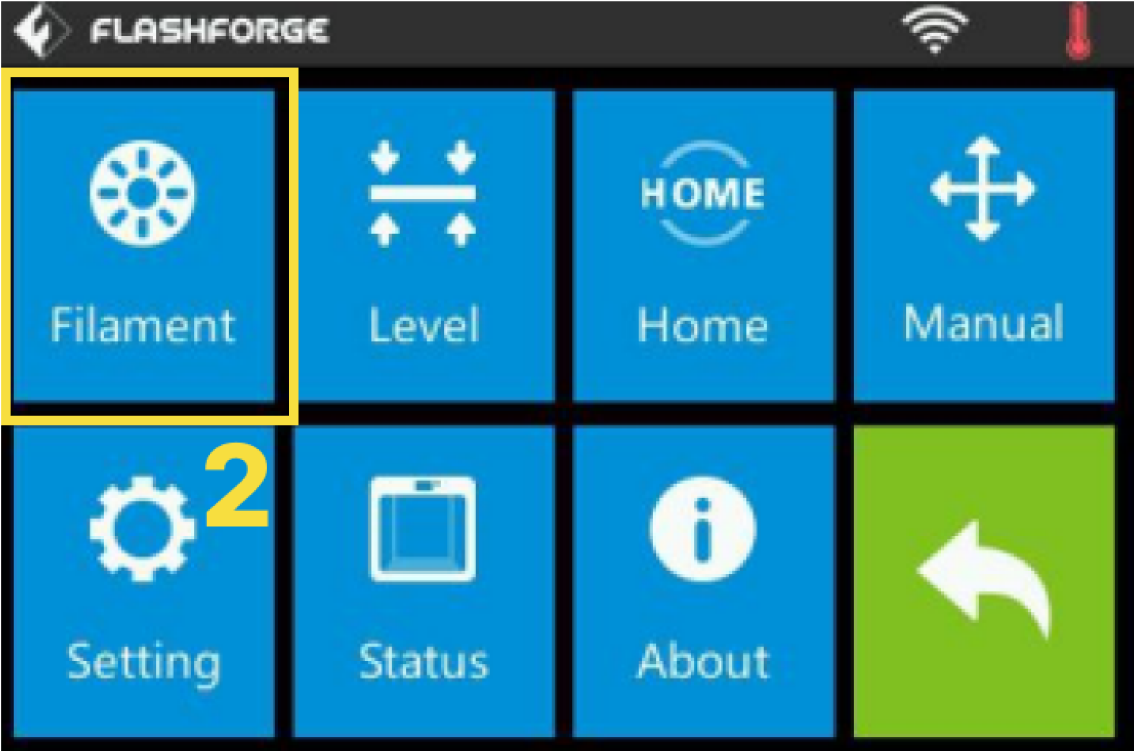 FLASHFORGE
HOME
Filament Level Home Manual
2
Setting Status About